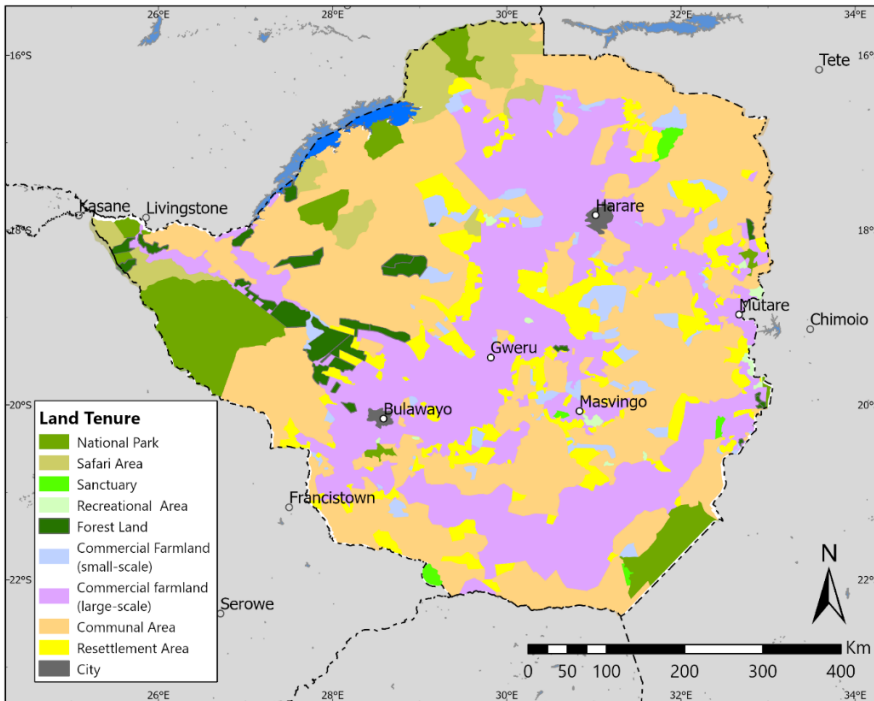 26°E 28°E 30°E 32°E 34°E
16°S 16°S
Tete
Kasane Livingstone
Harare
18°S 18°S
Mutare
Chimoio
Gweru
Masvingo
Bulawayo
20°S 20°S
Francistown
Serowe
22°S 22°S
Land Tenure
National Park
Safari Area
Sanctuary
Recreational Area
Forest Land
Commercial Farmland
(small-scale)
Commercial farmland
(large-scale)
Communal Area
Resettlement Area
City
N
Km
0 50 100 200 300 400
26°E 28°E 30°E 32°E 34°E